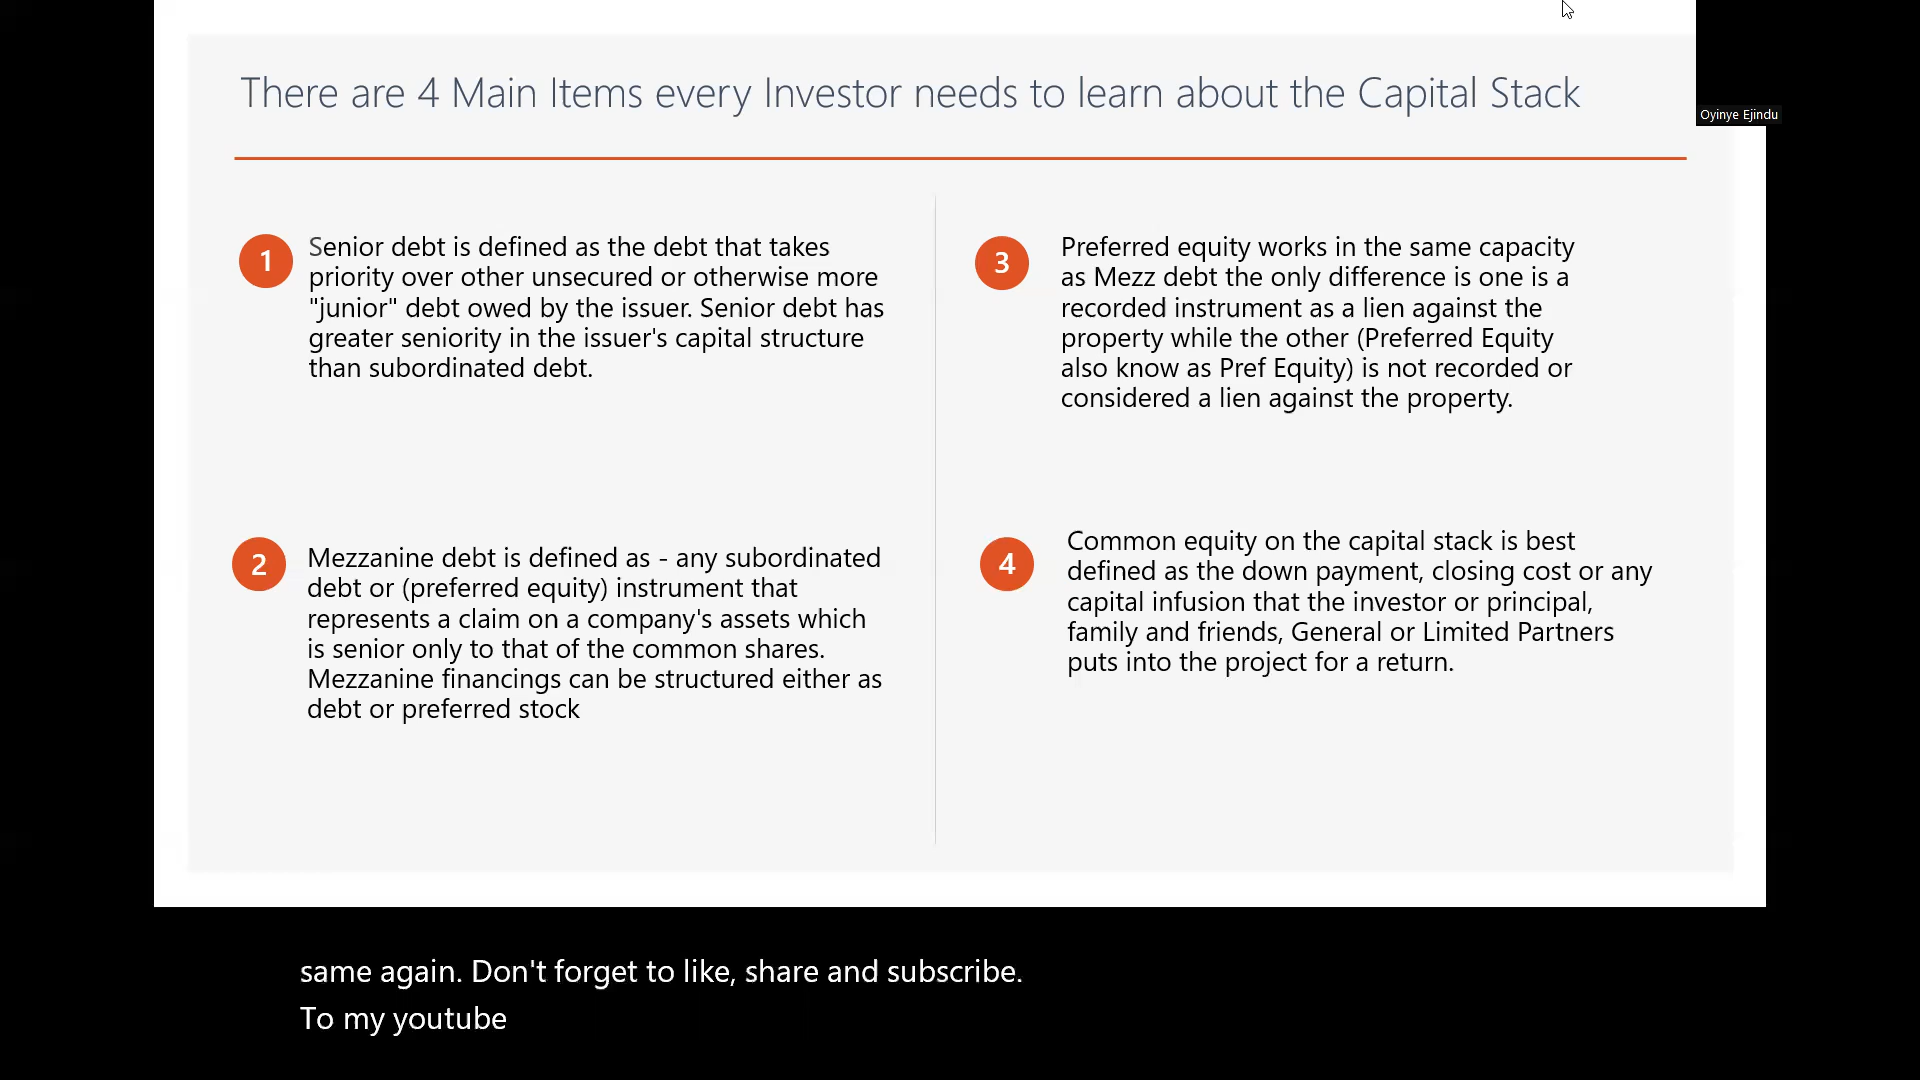 There are 4 Main Items every Investor needs to learn about the Capital Stack
Oyinye Ejindu
1
Senior debt is defined as the debt that takes
priority over other unsecured or otherwise more
"junior" debt owed by the issuer. Senior debt has
greater seniority in the issuer's capital structure
than subordinated debt.
2
Mezzanine debt is defined as - any subordinated
debt or (preferred equity) instrument that
represents a claim on a company's assets which
is senior only to that of the common shares.
Mezzanine financings can be structured either as
debt or preferred stock
3
Preferred equity works in the same capacity
as Mezz debt the only difference is one is a
recorded instrument as a lien against the
property while the other (Preferred Equity
also know as Pref Equity) is not recorded or
considered a lien against the property.
4
Common equity on the capital stack is best
defined as the down payment, closing cost or any
capital infusion that the investor or principal,
family and friends, General or Limited Partners
puts into the project for a return.
same again. Don't forget to like, share and subscribe.
To my youtube